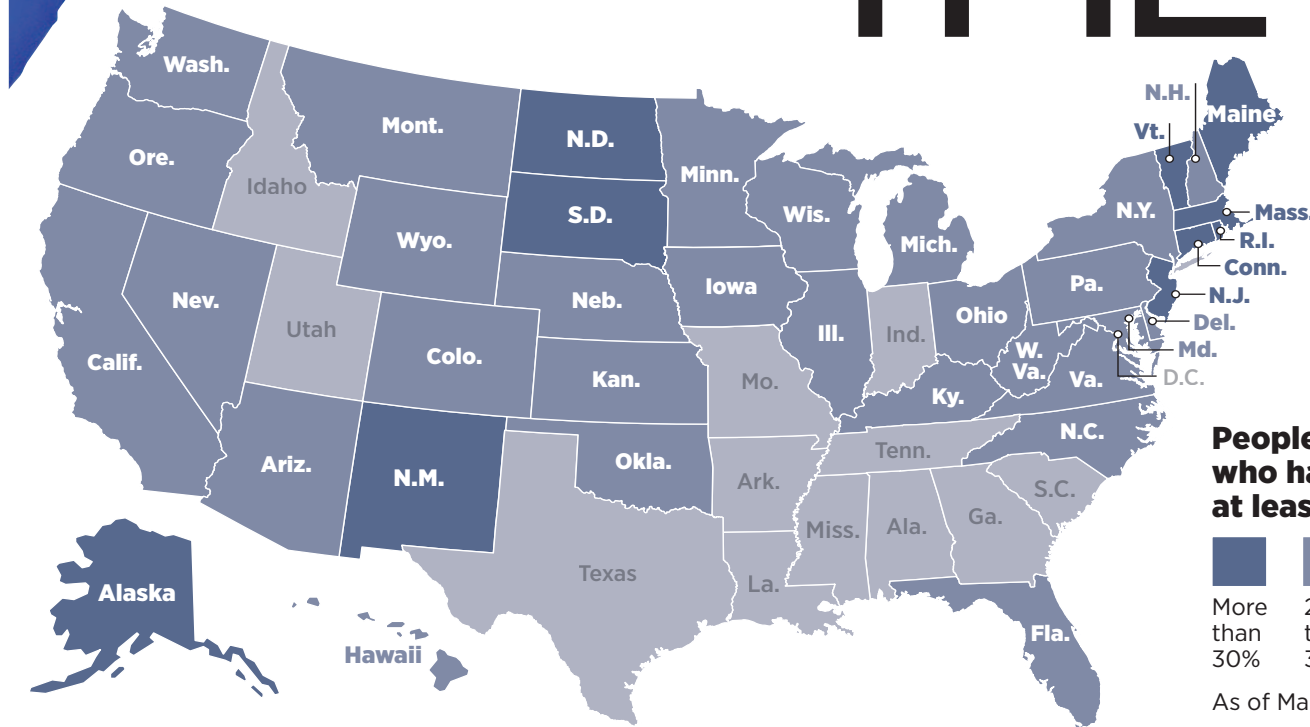 Wash.
Mont.
N.D.
Minn.
N.H.
Maine
Vt.
Ore.
Idaho
S.D.
Wis.
Mich.
N.Y.
Mass.
R.I.
Conn.
Wyo.
Nev.
Neb.
Iowa
Pa.
N.J.
Utah
Ill.
Ind.
Ohio
Del.
Md.
D.C.
Calif.
Colo.
Kan.
Mo.
W.
Va.
Va.
Ky.
Ariz.
N.M.
Okla.
Ark.
Tenn.
N.C.
S.C.
Miss.
Ala.
Ga.
Texas
La.
Alaska
Hawaii
Fla.
People
who ha
at leas
More
than
30%
2
t
3
As of Ma